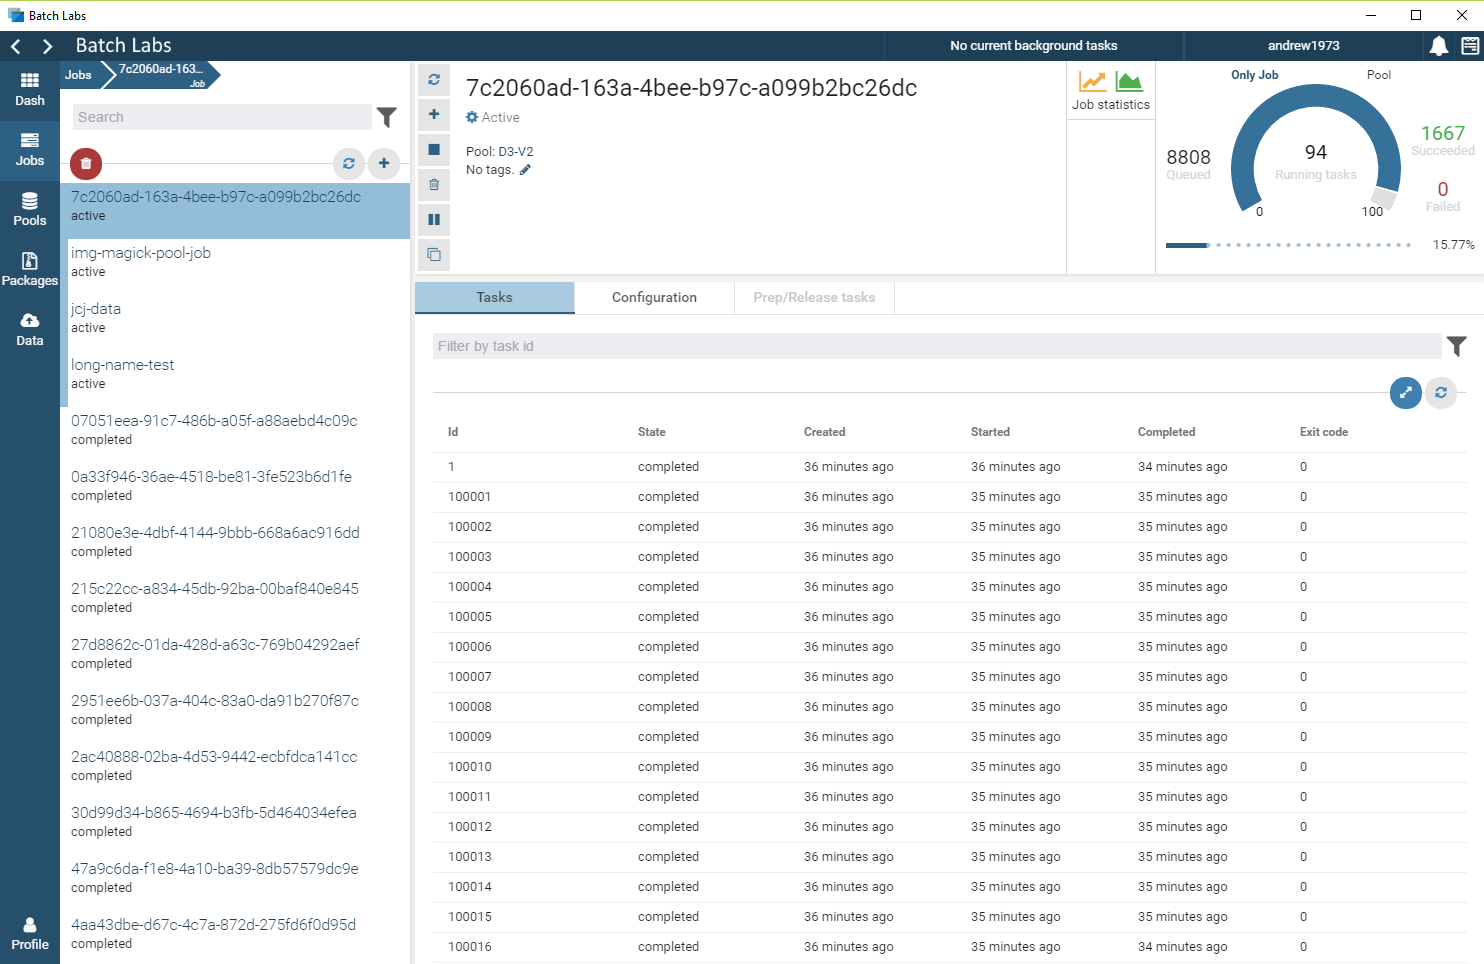 Batch Labs
Batch Labs
No current background tasks
andrew1973
Dash
Jobs
Pools
Packages
Data
Profile
Jobs
7c2060ad-163...
Job
Search
7c2060ad-163a-4bee-b97c-a099b2bc26dc
active
img-magick-pool-job
active
jcj-data
active
long-name-test
active
07051eea-91c7-486b-a05f-a88aebd4c09c
completed
0a33f946-36ae-4518-be81-3fe523b6d1fe
completed
21080e3e-4dbf-4144-9bbb-668a6ac916dd
completed
215c22cc-a834-45db-92ba-00baf840e845
completed
27d8862c-01da-428d-a63c-769b04292aef
completed
2951ee6b-037a-404c-83a0-da91b270f87c
completed
2ac40888-02ba-4d53-9442-ecbfdca141cc
completed
30d99d34-b865-4694-b3fb-5d464034efea
completed
47a9c6da-f1e8-4a10-ba39-8db57579dc9e
completed
4aa43dbe-d67c-4c7a-872d-275fd6f0d95d
completed
7c2060ad-163a-4bee-b97c-a099b2bc26dc
Active
Pool: D3-V2
No tags.
Job statistics
Only Job Pool
8808
Queued
94
Running tasks
0 100
1667
Succeeded
0
Failed
15.77%
Tasks Configuration Prep/Release tasks
Filter by task id
Id State Created Started Completed Exit code
1 completed 36 minutes ago 36 minutes ago 34 minutes ago 0
100001 completed 36 minutes ago 35 minutes ago 35 minutes ago 0
100002 completed 36 minutes ago 35 minutes ago 35 minutes ago 0
100003 completed 36 minutes ago 35 minutes ago 35 minutes ago 0
100004 completed 36 minutes ago 35 minutes ago 35 minutes ago 0
100005 completed 36 minutes ago 35 minutes ago 35 minutes ago 0
100006 completed 36 minutes ago 35 minutes ago 35 minutes ago 0
100007 completed 36 minutes ago 35 minutes ago 35 minutes ago 0
100008 completed 36 minutes ago 35 minutes ago 35 minutes ago 0
100009 completed 36 minutes ago 35 minutes ago 35 minutes ago 0
100010 completed 36 minutes ago 35 minutes ago 35 minutes ago 0
100011 completed 36 minutes ago 35 minutes ago 35 minutes ago 0
100012 completed 36 minutes ago 35 minutes ago 35 minutes ago 0
100013 completed 36 minutes ago 35 minutes ago 35 minutes ago 0
100014 completed 36 minutes ago 35 minutes ago 35 minutes ago 0
100015 completed 36 minutes ago 35 minutes ago 35 minutes ago 0
100016 completed 36 minutes ago 35 minutes ago 34 minutes ago 0